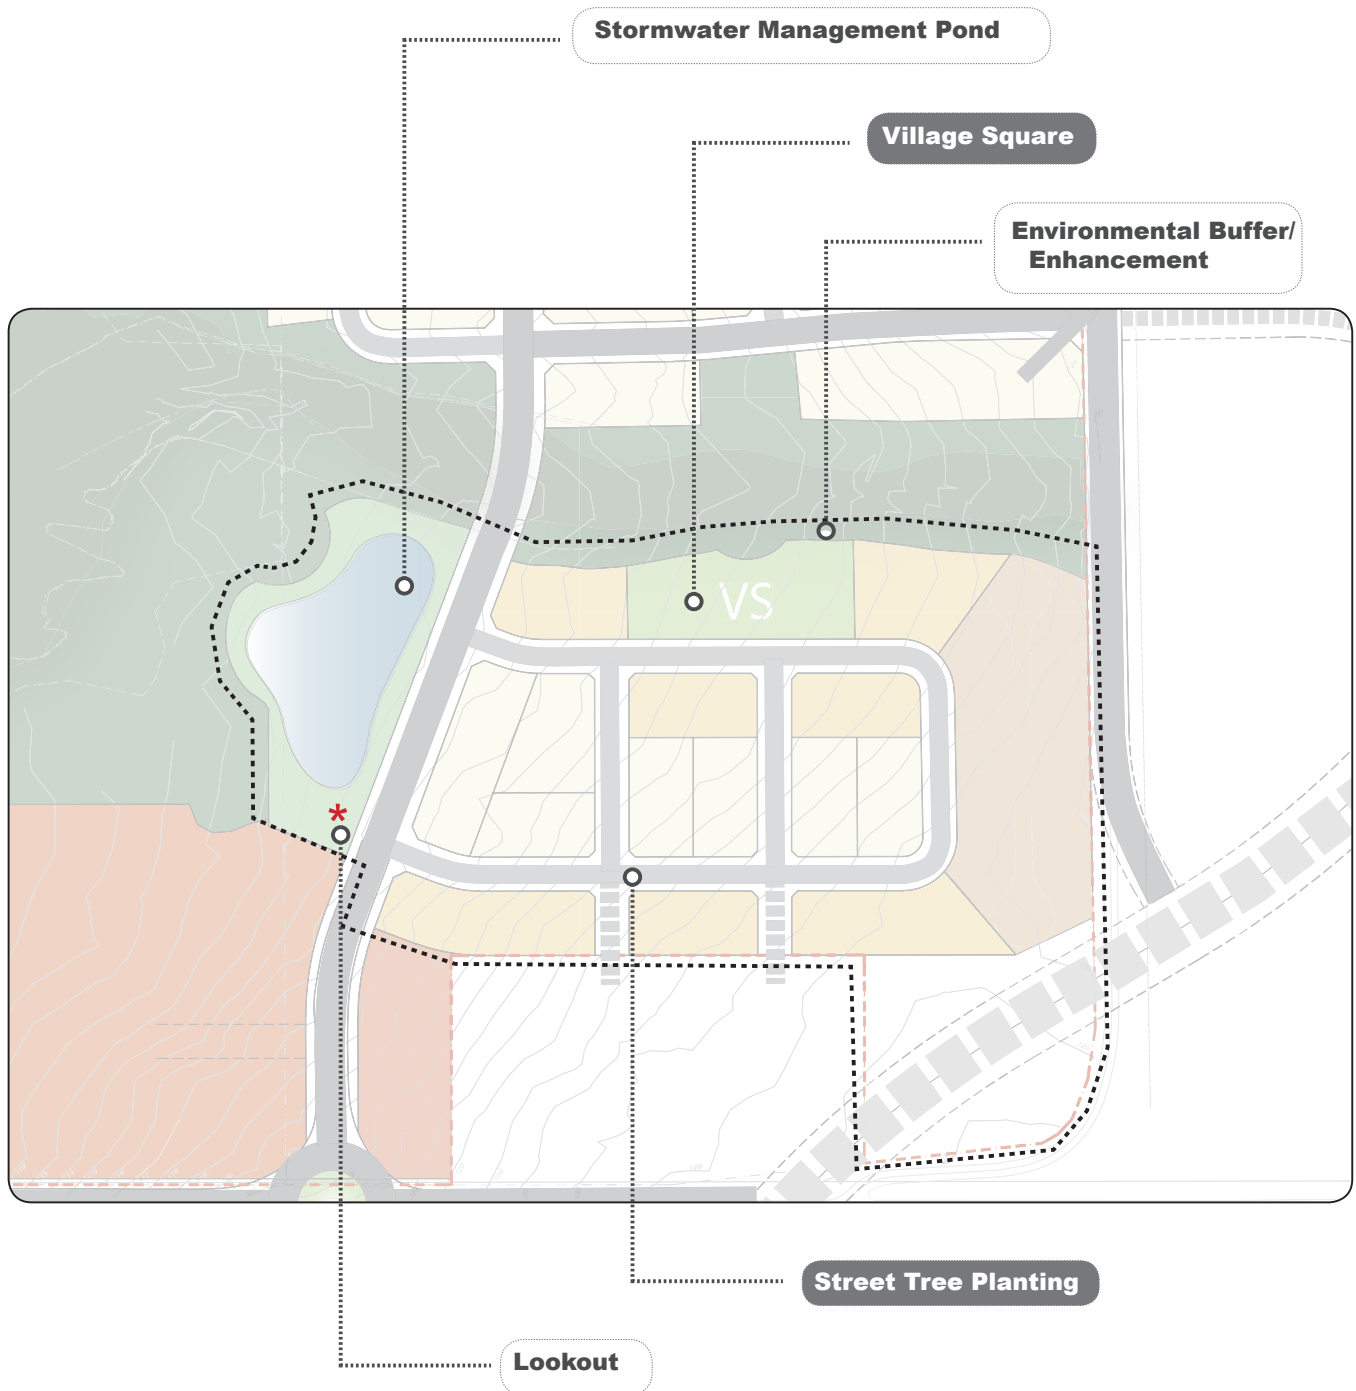 Stormwater Management Pond
Village Square
Environmental Buffer/
Enhancement
VS
*
Street Tree Planting
Lookout